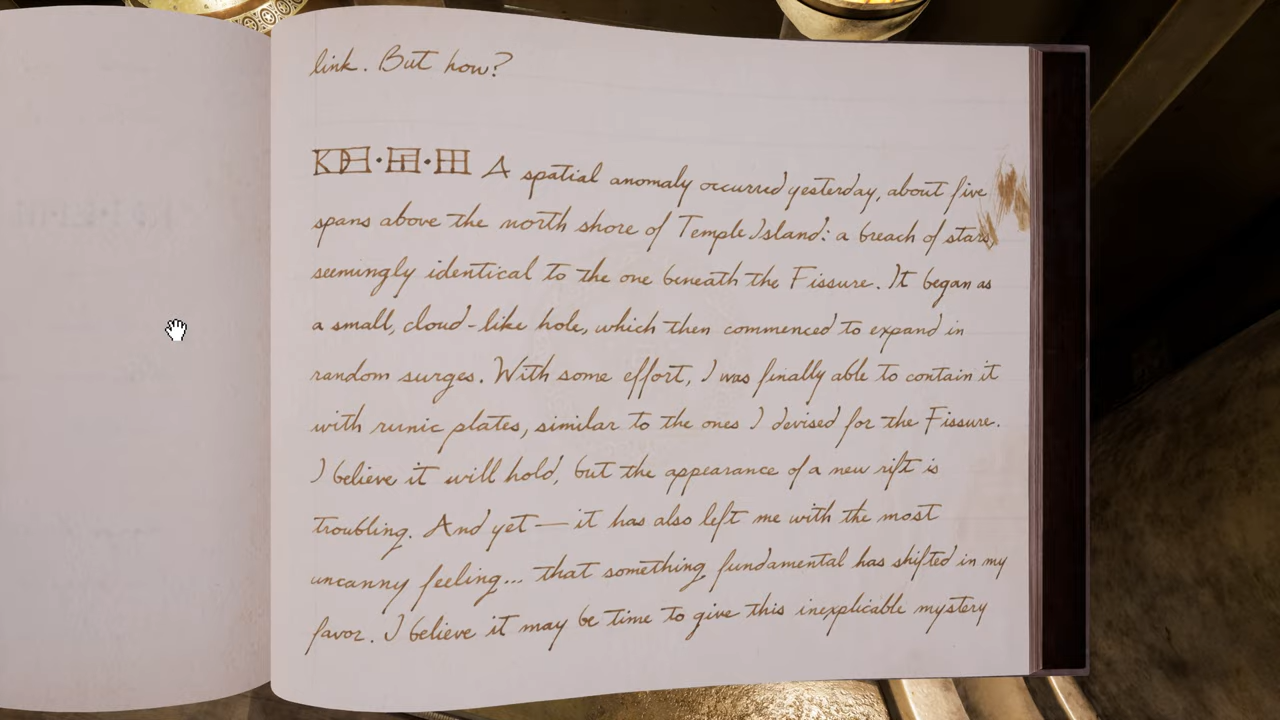 link. But how?
A spatial anomaly occurred yesterday, about five
spans above the north shore of Temple Island: a breach of stars,
seemingly identical to the one beneath the Fissure. It began as
a small, cloud-like hole, which then commenced to expand in
random surges. With some effort, I was finally able to contain it
with runic plates, similar to the ones I devised for the Fissure.
I believe it will hold, but the appearance of a new rift is
troubling. And yet — it has also left me with the most
uncanny feeling... that something fundamental has shifted in my
favor. I believe it may be time to give this inexplicable mystery